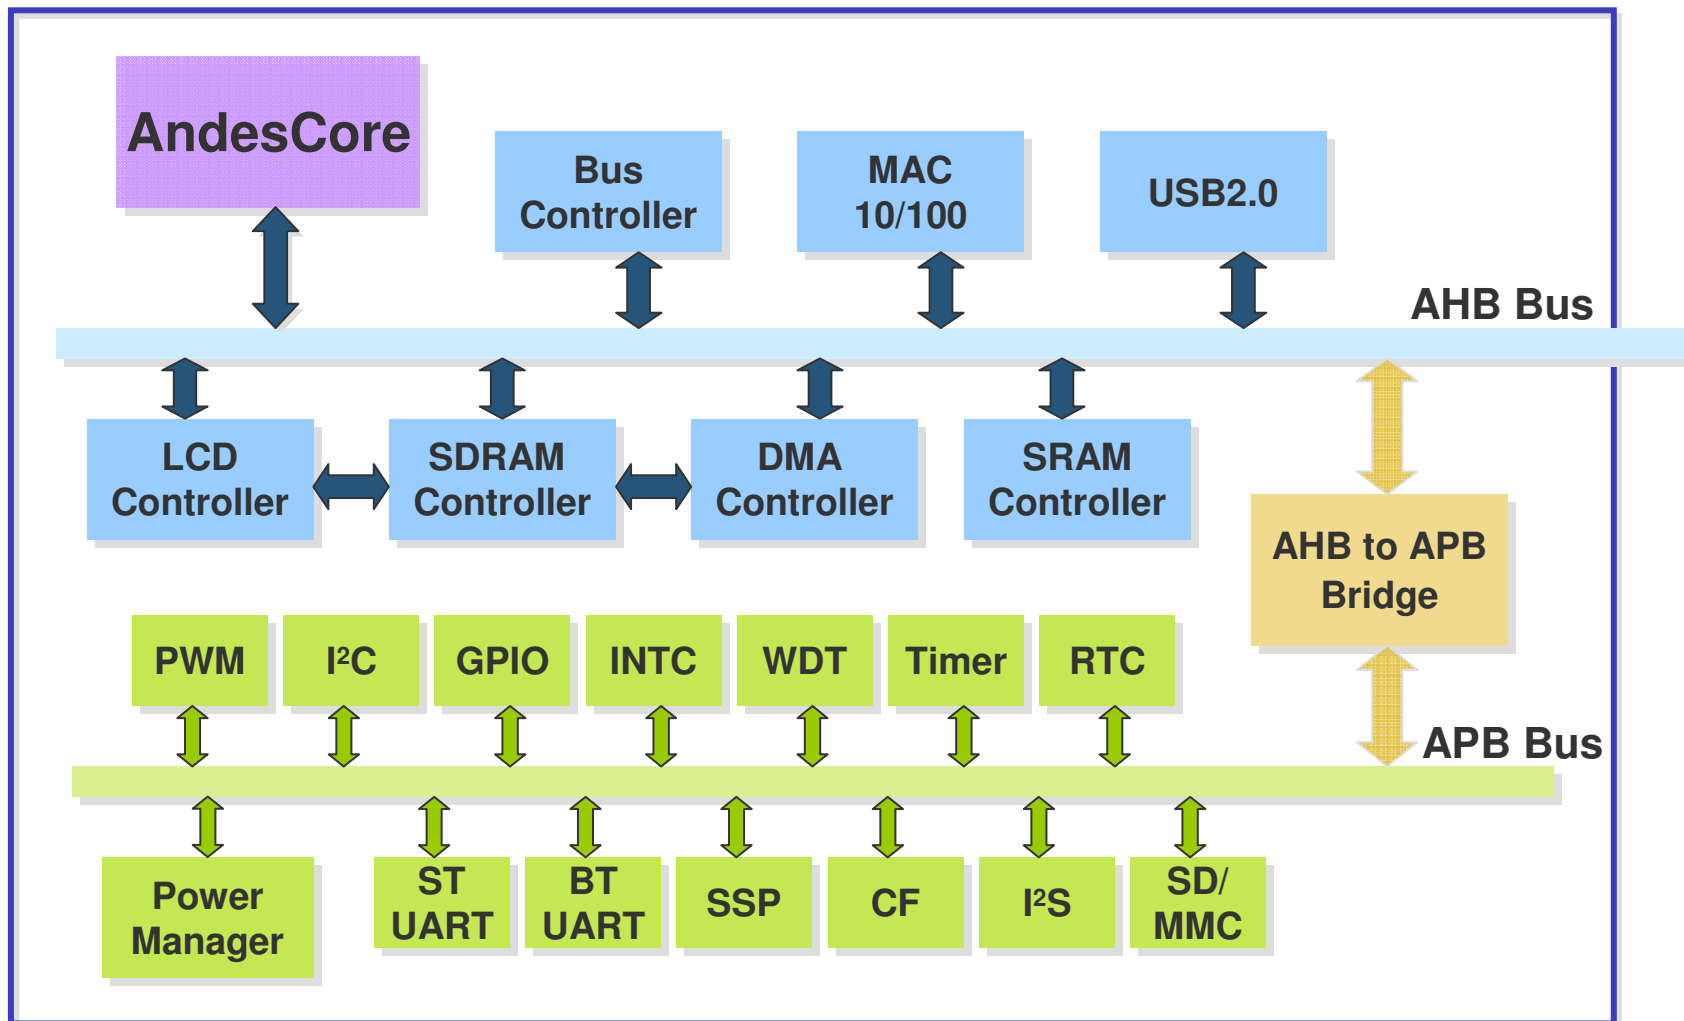 AndesCore
Bus
Controller
MAC
10/100
USB2.0
AHB Bus
LCD
Controller
SDRAM
Controller
DMA
Controller
SRAM
Controller
AHB to APB
Bridge
PWM
I²C
GPIO
INTC
WDT
Timer
RTC
APB Bus
Power
Manager
ST
UART
BT
UART
SSP
CF
I²S
SD/
MMC